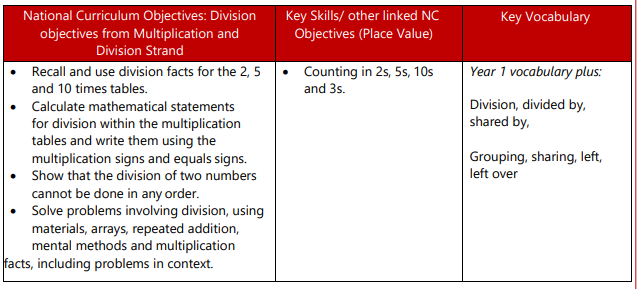 National Curriculum Objectives: Division
objectives from Multiplication and
Division Strand
Key Skills/ other linked NC
Objectives (Place Value)
Key Vocabulary
• Recall and use division facts for the 2, 5
and 10 times tables.
• Calculate mathematical statements
for division within the multiplication
tables and write them using the
multiplication signs and equals signs.
• Show that the division of two numbers
cannot be done in any order.
• Solve problems involving division, using
materials, arrays, repeated addition,
mental methods and multiplication
facts, including problems in context.
• Counting in 2s, 5s, 10s
and 3s.
Year 1 vocabulary plus:
Division, divided by,
shared by,
Grouping, sharing, left,
left over